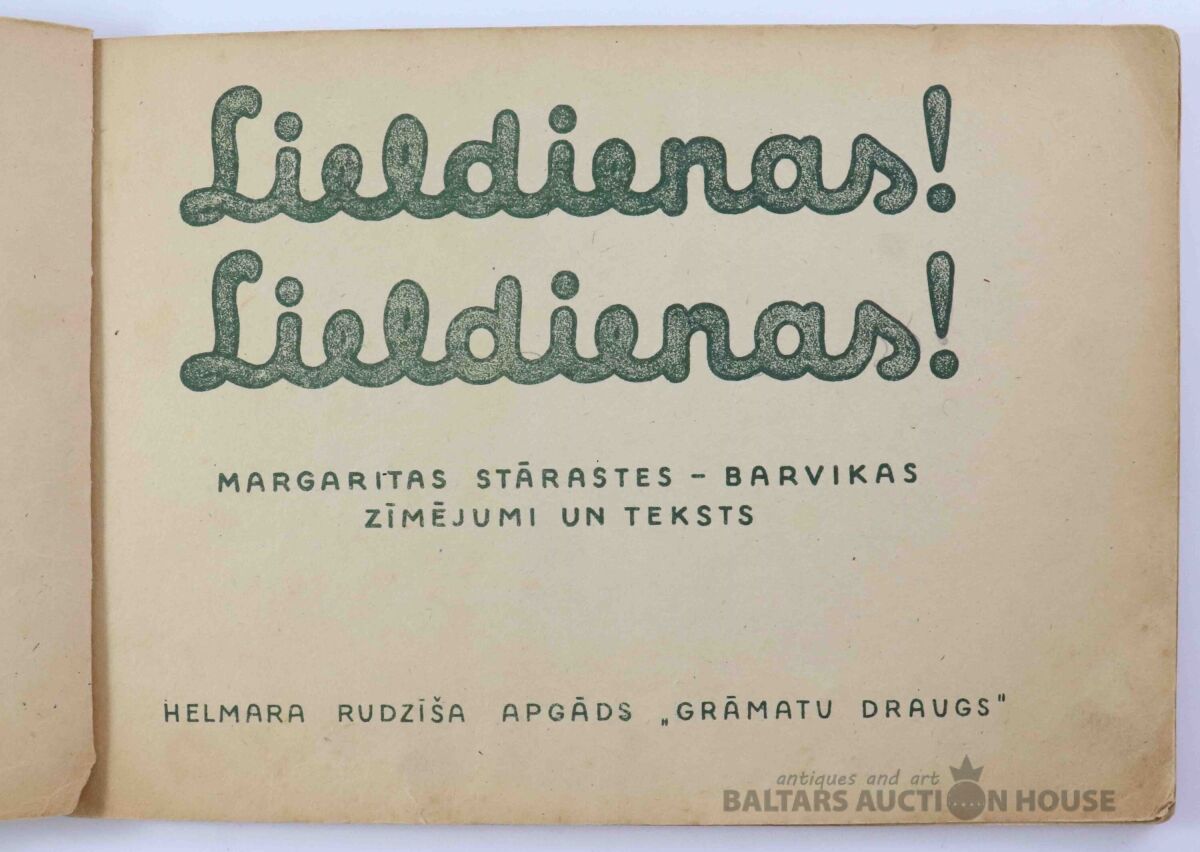 Lieldienas!
Lieldienas!
MARGARITAS STĀRASTES – BARVIKAS
ZĪMĒJUMI UN TEKSTS
HELMARA RUDZĪŠA APGĀDS „GRĀMATU DRAUGS"
antiques and art
BALTARS AUCTION HOUSE